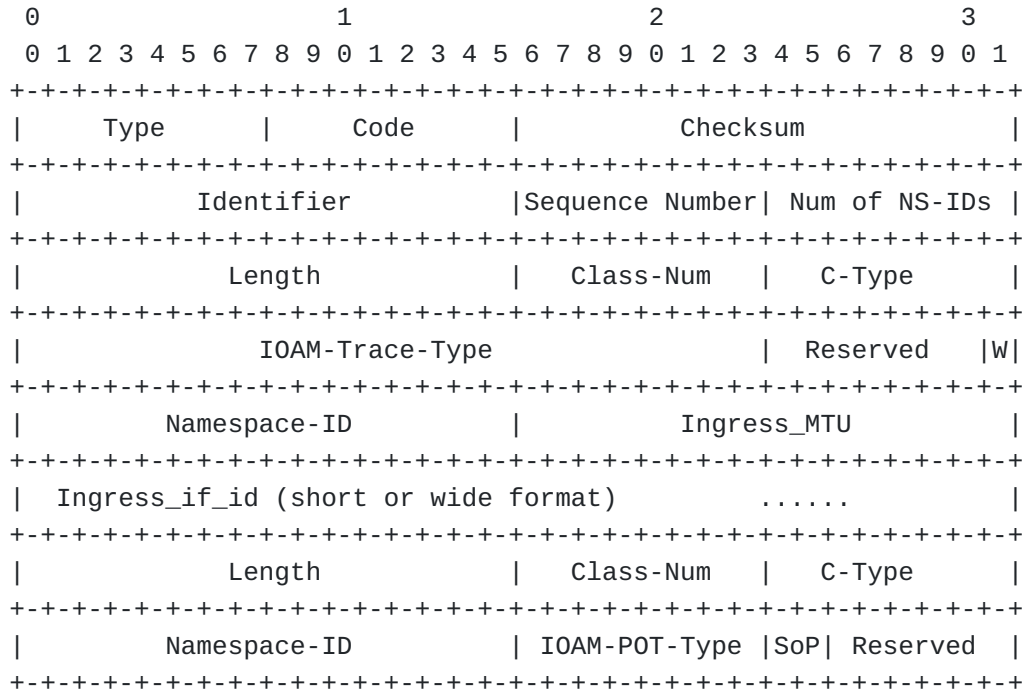 0                   1                   2                   3
 0 1 2 3 4 5 6 7 8 9 0 1 2 3 4 5 6 7 8 9 0 1 2 3 4 5 6 7 8 9 0 1
+-+-+-+-+-+-+-+-+-+-+-+-+-+-+-+-+-+-+-+-+-+-+-+-+-+-+-+-+-+-+-+-+
|     Type      |     Code      |          Checksum             |
+-+-+-+-+-+-+-+-+-+-+-+-+-+-+-+-+-+-+-+-+-+-+-+-+-+-+-+-+-+-+-+-+
|           Identifier          |Sequence Number| Num of NS-IDs |
+-+-+-+-+-+-+-+-+-+-+-+-+-+-+-+-+-+-+-+-+-+-+-+-+-+-+-+-+-+-+-+-+
|             Length            |   Class-Num   |   C-Type      |
+-+-+-+-+-+-+-+-+-+-+-+-+-+-+-+-+-+-+-+-+-+-+-+-+-+-+-+-+-+-+-+-+
|               IOAM-Trace-Type                 |  Reserved   |W|
+-+-+-+-+-+-+-+-+-+-+-+-+-+-+-+-+-+-+-+-+-+-+-+-+-+-+-+-+-+-+-+-+
|         Namespace-ID          |          Ingress_MTU          |
+-+-+-+-+-+-+-+-+-+-+-+-+-+-+-+-+-+-+-+-+-+-+-+-+-+-+-+-+-+-+-+-+
|  Ingress_if_id (short or wide format)         ......          |
+-+-+-+-+-+-+-+-+-+-+-+-+-+-+-+-+-+-+-+-+-+-+-+-+-+-+-+-+-+-+-+-+
|             Length            |   Class-Num   |   C-Type      |
+-+-+-+-+-+-+-+-+-+-+-+-+-+-+-+-+-+-+-+-+-+-+-+-+-+-+-+-+-+-+-+-+
|         Namespace-ID          | IOAM-POT-Type |SoP| Reserved  |
+-+-+-+-+-+-+-+-+-+-+-+-+-+-+-+-+-+-+-+-+-+-+-+-+-+-+-+-+-+-+-+-+